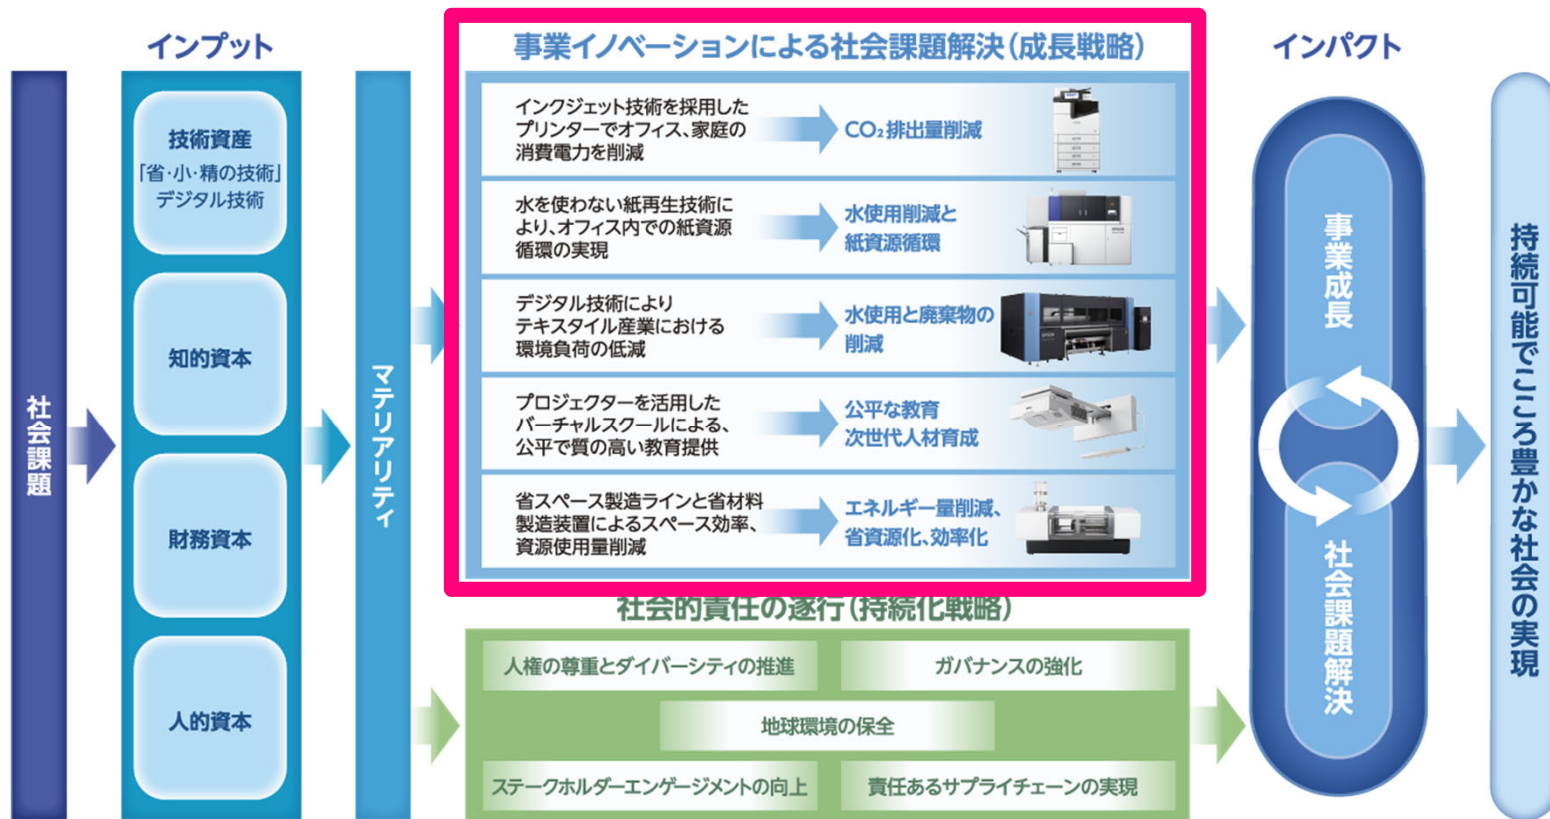 インプット
事業イノベーションによる社会課題解決(成長戦略)
インパクト
社会課題
技術資産
「省・小・精の技術」
デジタル技術
知的資本
財務資本
人的資本
マテリアリティ
インクジェット技術を採用した
プリンターでオフィス、家庭の
消費電力を削減
CO₂排出量削減
水を使わない紙再生技術に
より、オフィス内での紙資源
循環の実現
水使用削減と
紙資源循環
デジタル技術により
テキスタイル産業における
環境負荷の低減
水使用と廃棄物の
削減
プロジェクターを活用した
バーチャルスクールによる、
公平で質の高い教育提供
公平な教育
次世代人材育成
省スペース製造ラインと省材料
製造装置によるスペース効率、
資源使用量削減
エネルギー量削減、
省資源化、効率化
社会的責任の遂行(持続化戦略)
人権の尊重とダイバーシティの推進
ガバナンスの強化
地球環境の保全
ステークホルダーエンゲージメントの向上
責任あるサプライチェーンの実現
事業成長
社会課題解決
持続可能でこころ豊かな社会の実現